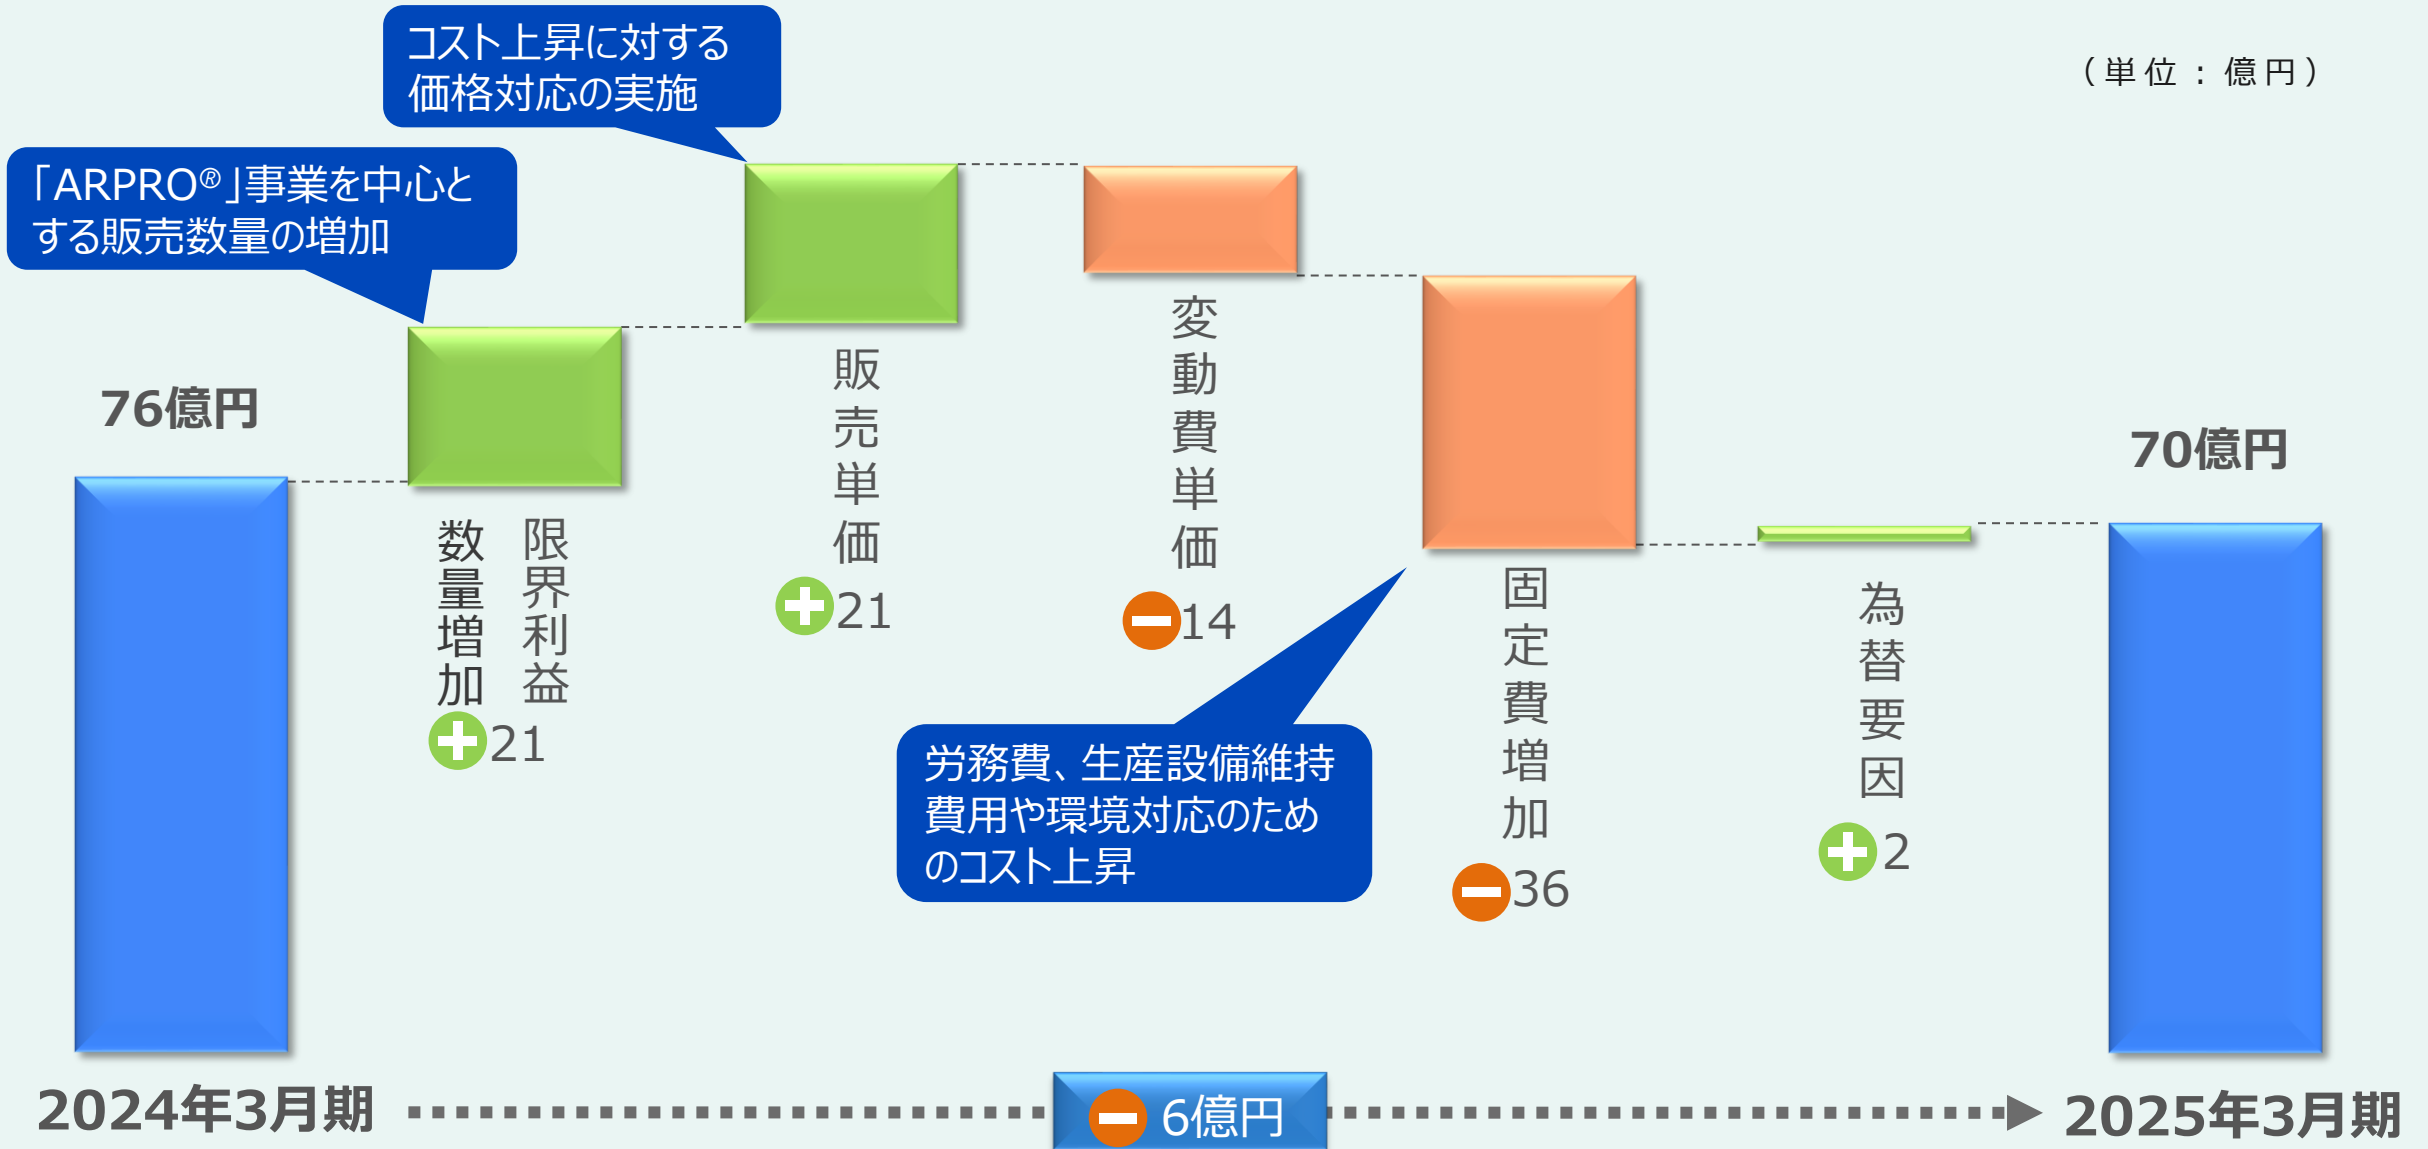 （単位：億円）
コスト上昇に対する
価格対応の実施
「ARPRO®」事業を中心と
する販売数量の増加
76億円
限界利益
数量増加
21
販売単価
21
変動費単価
14
固定費増加
36
労務費、生産設備維持
費用や環境対応のため
のコスト上昇
為替要因
2
70億円
2024年3月期
6億円
2025年3月期